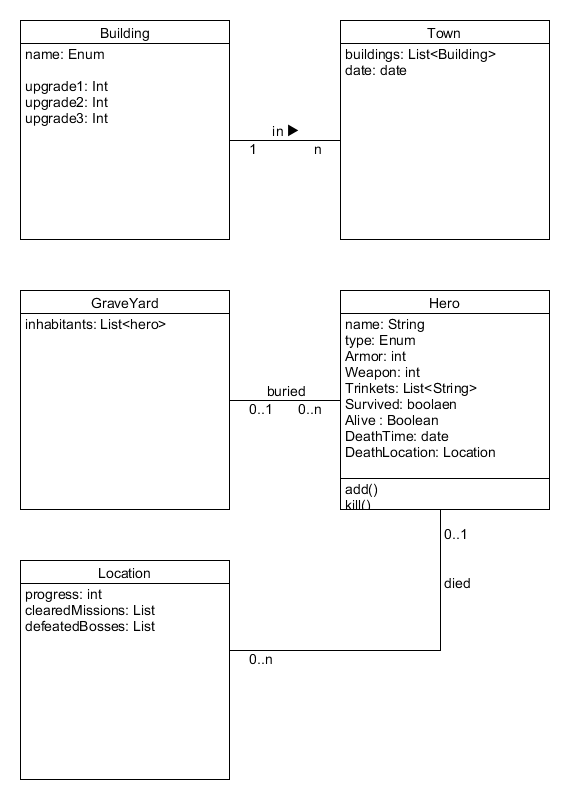 Building
name: Enum
upgrade1: Int
upgrade2: Int
upgrade3: Int
Town
buildings: List<Building>
date: date
in ▶
1 n
GraveYard
inhabitants: List<hero>
Hero
name: String
type: Enum
Armor: int
Weapon: int
Trinkets: List<String>
Survived: boolaen
Alive : Boolean
DeathTime: date
DeathLocation: Location
add()
kill()
buried
0..1 0..n
0..1
died
Location
progress: int
clearedMissions: List
defeatedBosses: List
0..n